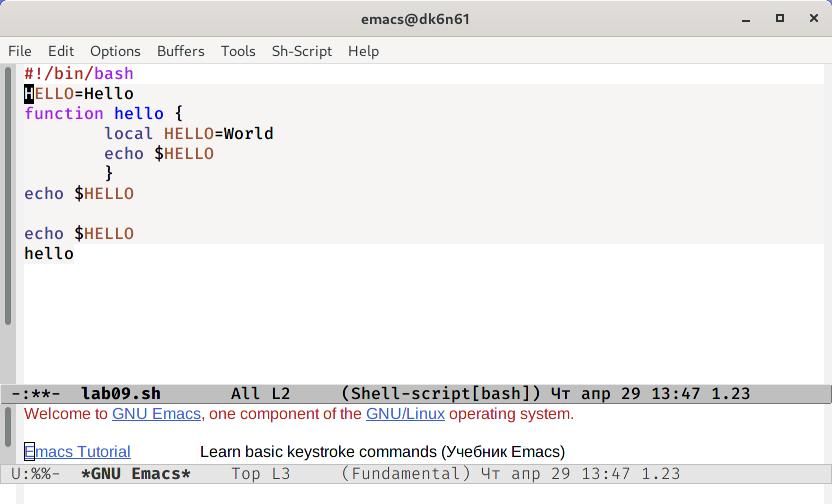 emacs@dk6n61
File Edit Options Buffers Tools Sh-Script Help
#!/bin/bash
HELLO=Hello
function hello {
        local HELLO=World
        echo $HELLO
        }
echo $HELLO

echo $HELLO
hello
-:**-  lab09.sh       All L2     (Shell-script[bash]) Чт апр 29 13:47 1.23
Welcome to GNU Emacs, one component of the GNU/Linux operating system.
Emacs Tutorial    Learn basic keystroke commands (Учебник Emacs)
U:%%-  *GNU Emacs*    Top L3     (Fundamental) Чт апр 29 13:47 1.23